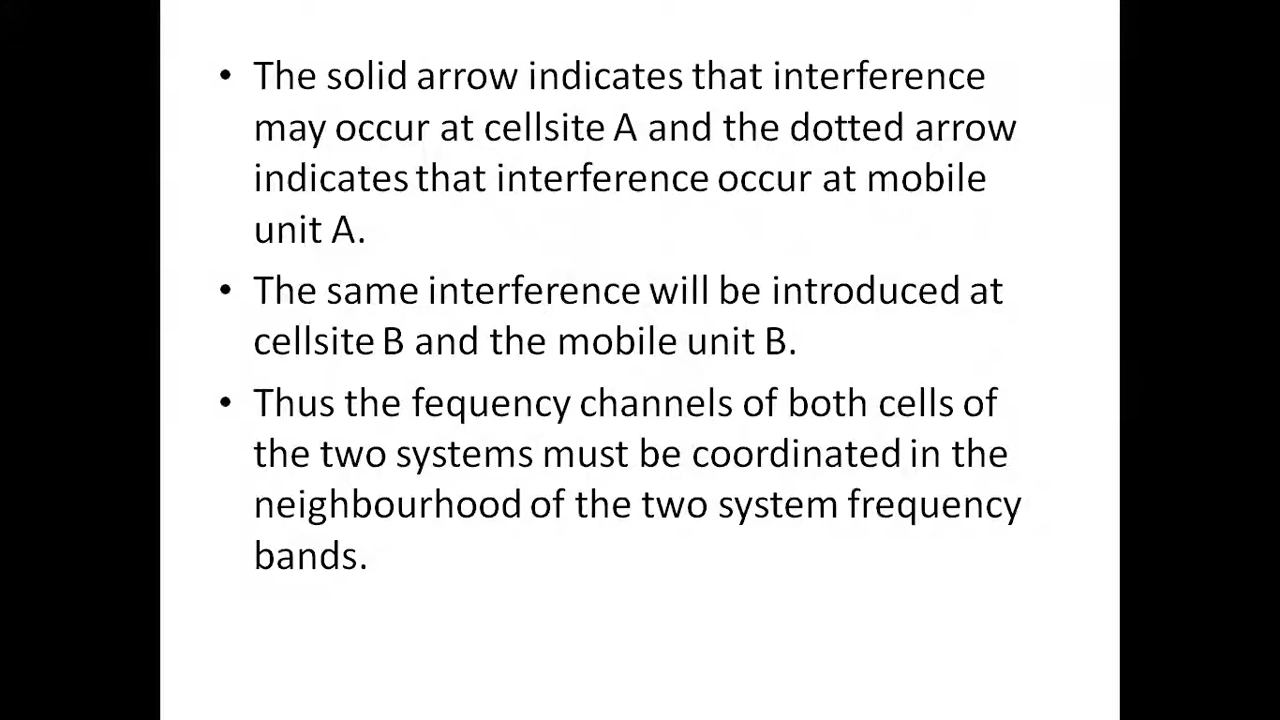 • The solid arrow indicates that interference
may occur at cellsite A and the dotted arrow
indicates that interference occur at mobile
unit A.
• The same interference will be introduced at
cellsite B and the mobile unit B.
• Thus the fequency channels of both cells of
the two systems must be coordinated in the
neighbourhood of the two system frequency
bands.